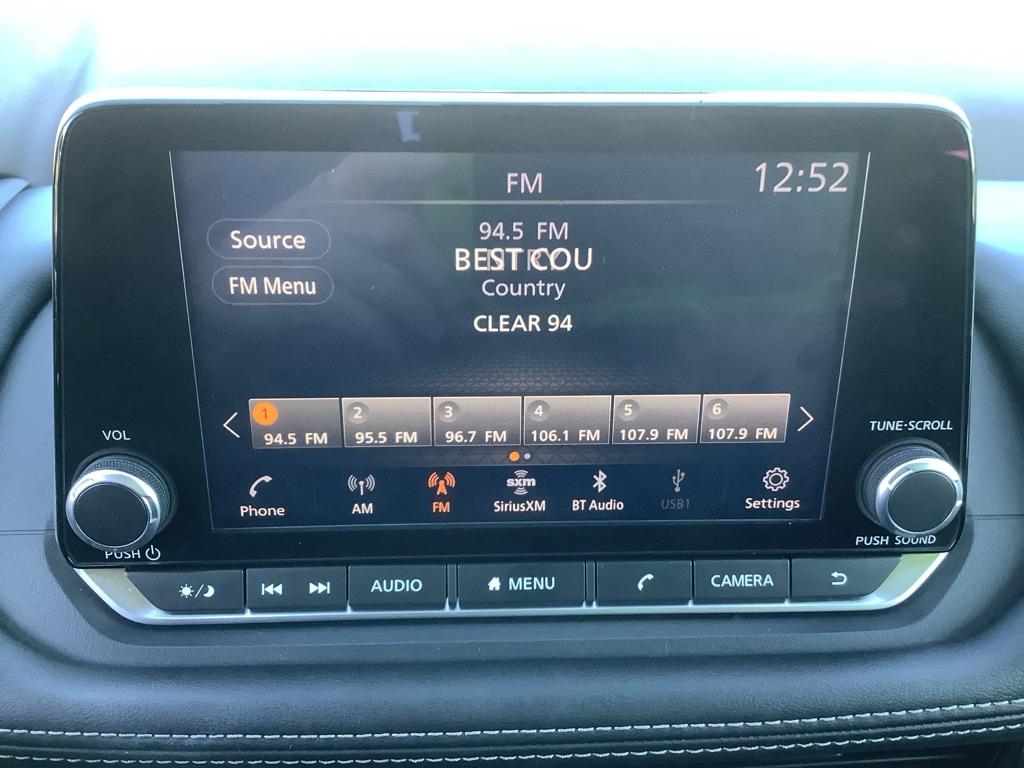 FM
12:52
Source
FM Menu
94.5 FM
BEST COU
NTRY
Country
CLEAR 94
1
94.5 FM
2
95.5 FM
3
96.7 FM
4
106.1 FM
5
107.9 FM
6
107.9 FM
VOL
TUNE·SCROLL
Phone
AM
FM
sxm
SiriusXM
BT Audio
USB1
Settings
PUSH
PUSH SOUND
AUDIO
MENU
CAMERA